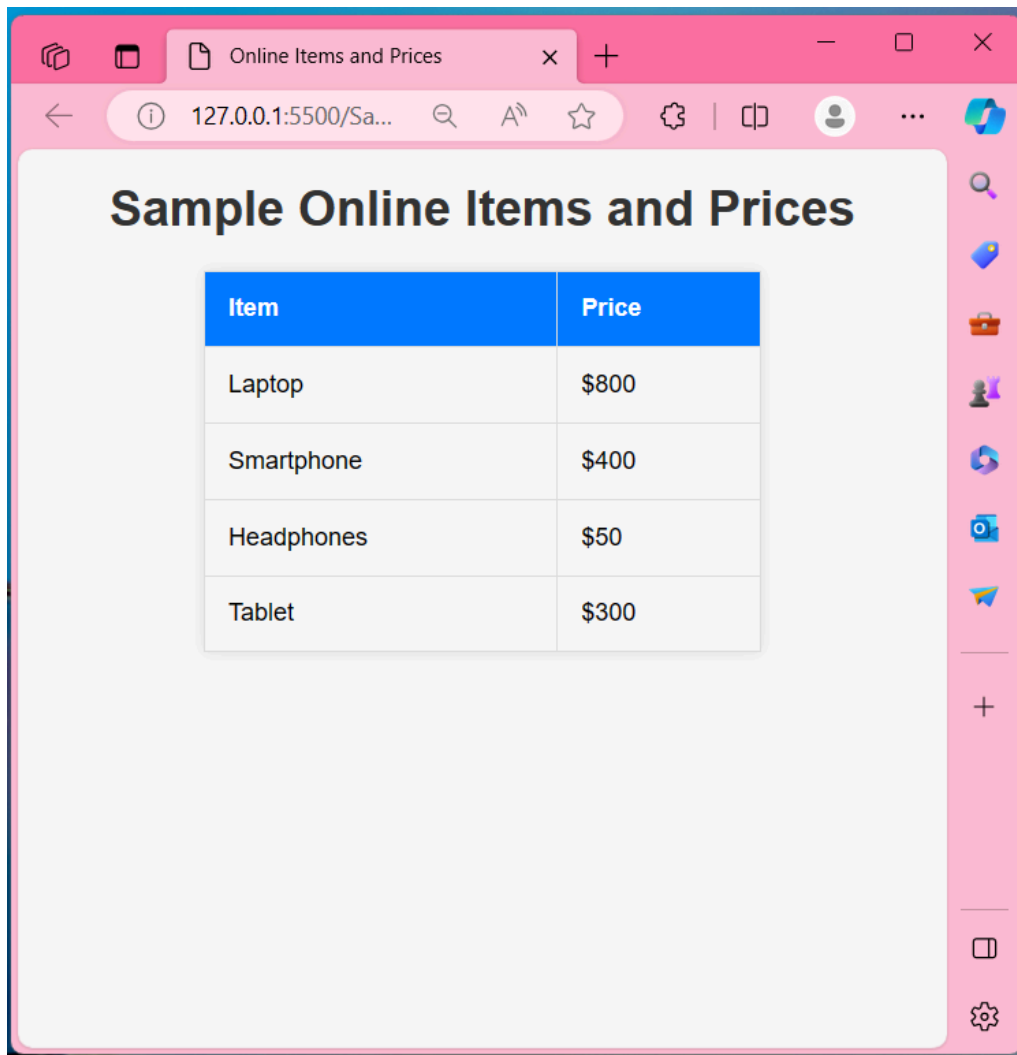 Online Items and Prices
127.0.0.1:5500/Sa...
Sample Online Items and Prices
Item Price
Laptop $800
Smartphone $400
Headphones $50
Tablet $300